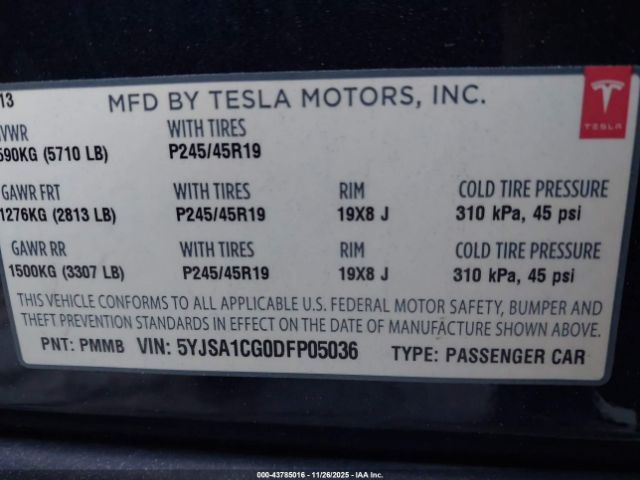 13 MFD BY TESLA MOTORS, INC.
TESLA
VWR WITH TIRES
590KG (5710 LB) P245/45R19
GAWR FRT WITH TIRES RIM COLD TIRE PRESSURE
1276KG (2813 LB) P245/45R19 19X8 J 310 kPa, 45 psi
GAWR RR WITH TIRES RIM COLD TIRE PRESSURE
1500KG (3307 LB) P245/45R19 19X8 J 310 kPa, 45 psi
THIS VEHICLE CONFORMS TO ALL APPLICABLE U.S. FEDERAL MOTOR SAFETY, BUMPER AND
THEFT PREVENTION STANDARDS IN EFFECT ON THE DATE OF MANUFACTURE SHOWN ABOVE.
PNT: PMMB VIN: 5YJSA1CG0DFP05036 TYPE: PASSENGER CAR
000-43785016 - 11/26/2025 - IAA Inc.